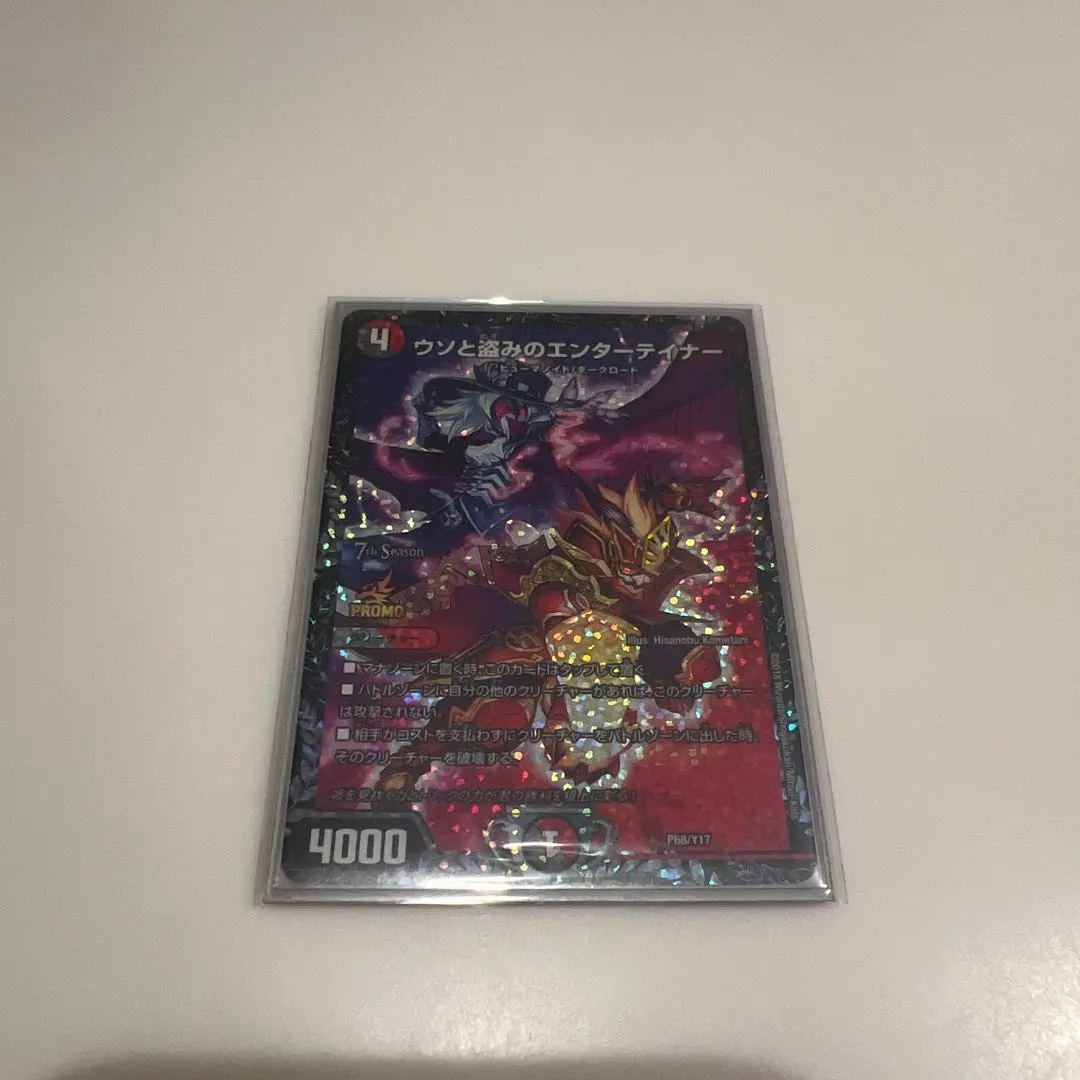 4
ウソと盗みのエンターテイナー
ヒューマノイド/ダークロード
7th Season
PROMO
クリーチャー
illus. Hisanobu Kometani
■マナゾーンに置く時、このカードはタップして置く。
■バトルゾーンに自分の他のクリーチャーがあれば、このクリーチャー
は攻撃されない。
■相手がコストを支払わずにクリーチャーをバトルゾーンに出した時、
そのクリーチャーを破壊する。
4000
P68/Y17